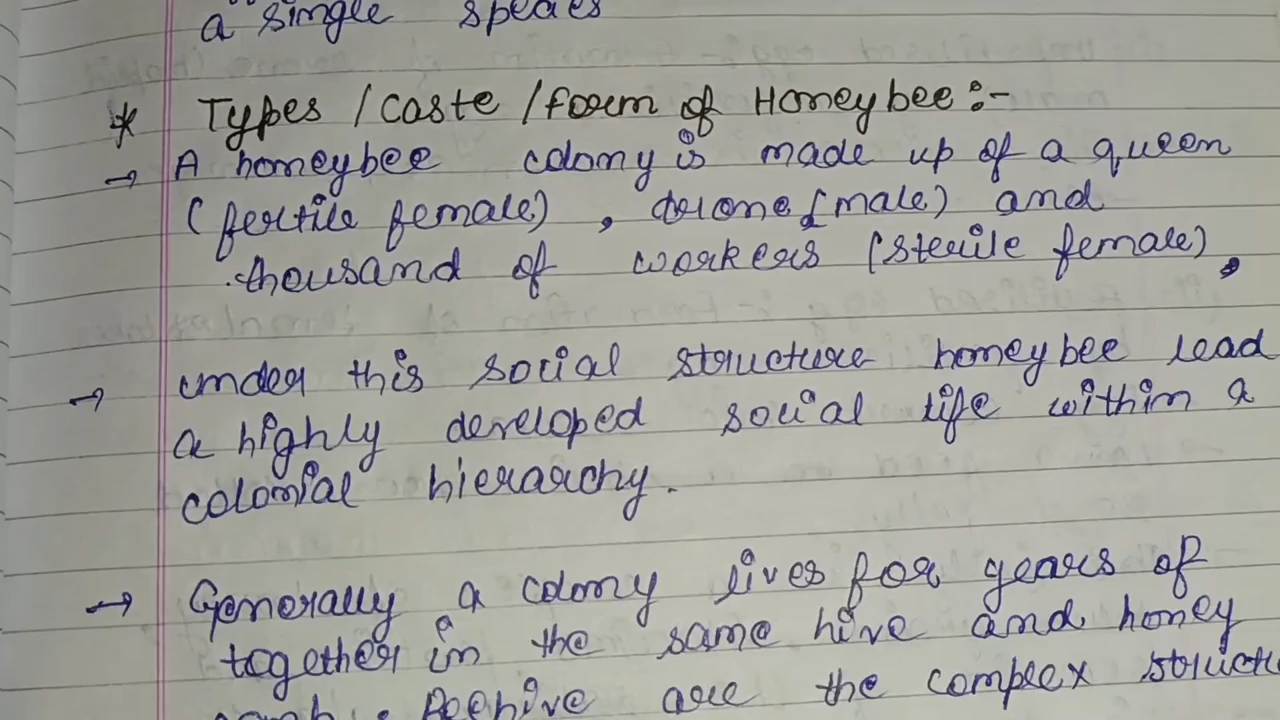 a single species
* Types / Caste / form of Honeybee :-
→ A honeybee colony is made up of a queen
(fertile female) , drone (male) and
thousand of workers (sterile female) ,
→ under this social structure honeybee lead
a highly developed social life within a
colonial hierarchy .
→ Generally a colony lives for years of
together in the same hive and honey
comb . Beehive are the complex structu